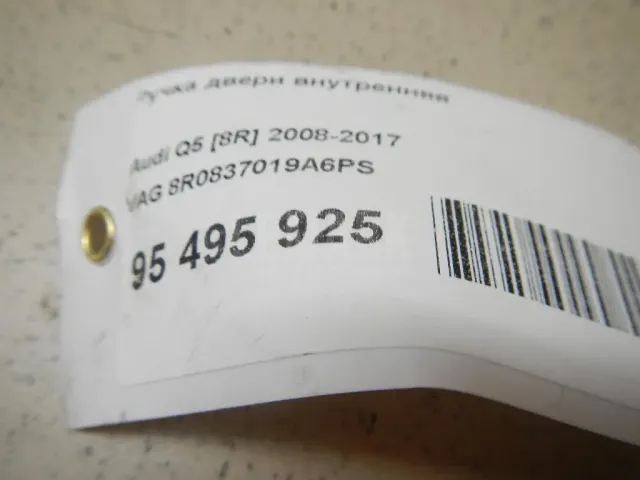 Ручка двери внутренняя
Audi Q5 [8R] 2008-2017
VAG 8R0837019A6PS
95 495 925